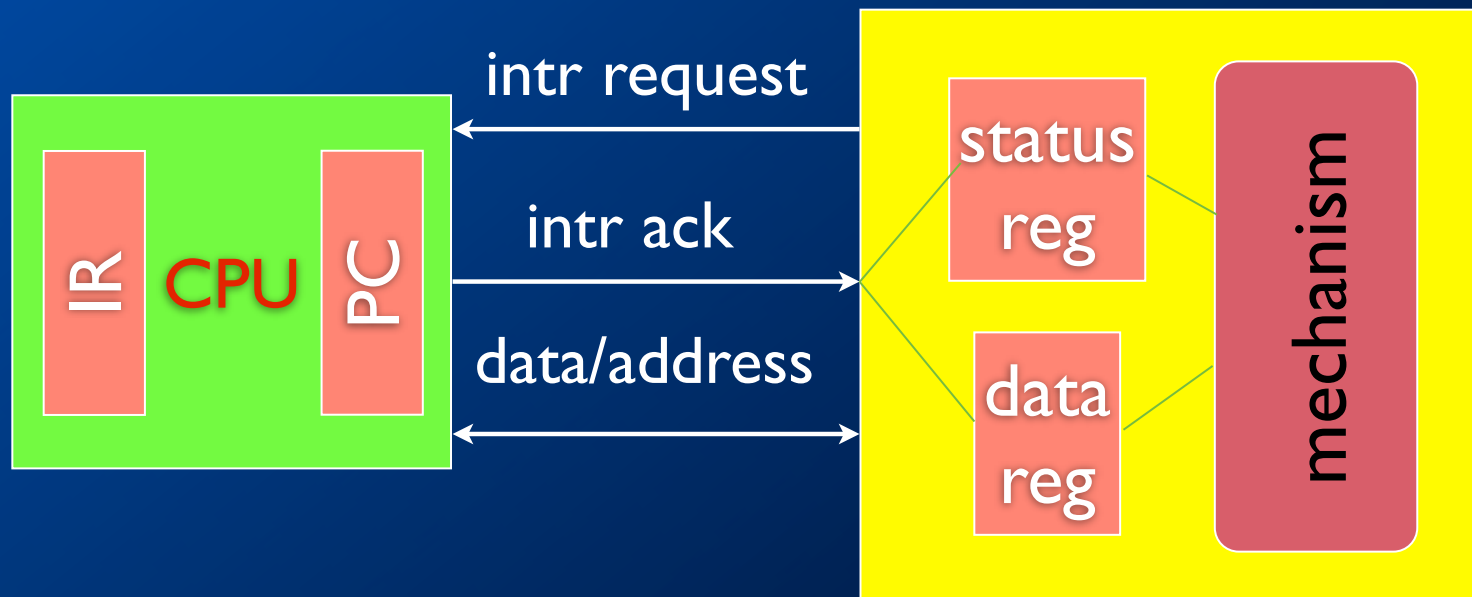 intr request
intr ack
data/address
IR
CPU
PC
status
reg
data
reg
mechanism